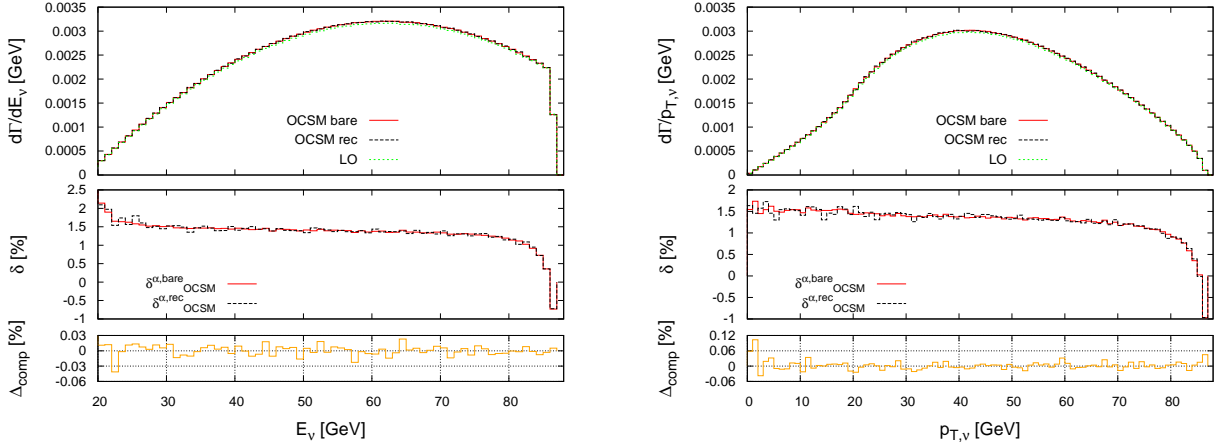 dΓ/dE_ν [GeV]
0.0035
0.003
0.0025
0.002
0.0015
0.001
0.0005
0
OCSM bare
OCSM rec
LO
δ [%]
2.5
2
1.5
1
0.5
0
-0.5
-1
δ^α,bare_OCSM
δ^α,rec_OCSM
Δ_comp [%]
0.03
0
-0.03
-0.06
20 30 40 50 60 70 80
E_ν [GeV]
dΓ/p_T,ν [GeV]
0.0035
0.003
0.0025
0.002
0.0015
0.001
0.0005
0
OCSM bare
OCSM rec
LO
δ [%]
2
1.5
1
0.5
0
-0.5
-1
δ^α,bare_OCSM
δ^α,rec_OCSM
Δ_comp [%]
0.12
0.06
0
-0.06
0 10 20 30 40 50 60 70 80
p_T,ν [GeV]